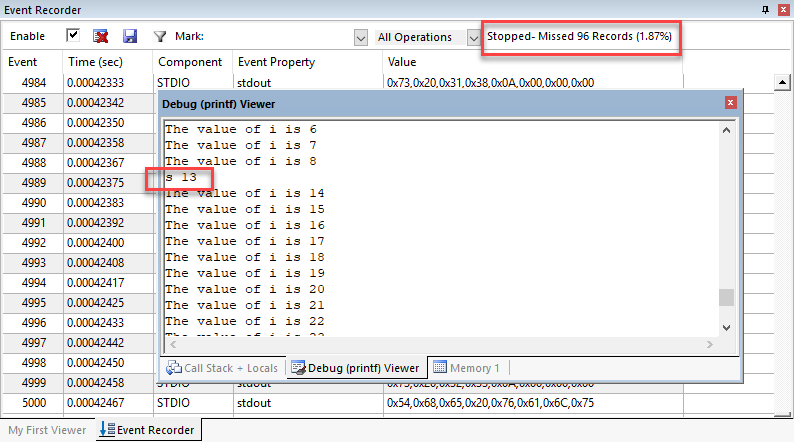 Event Recorder
Enable Mark: All Operations Stopped- Missed 96 Records (1.87%)
Event Time (sec) Component Event Property Value
4984 0.00042333 STDIO stdout 0x73,0x20,0x31,0x38,0x0A,0x00,0x00,0x00
4985 0.00042342
4986 0.00042350
4987 0.00042358
4988 0.00042367
4989 0.00042375
4990 0.00042383
4991 0.00042392
4992 0.00042400
4993 0.00042408
4994 0.00042417
4995 0.00042425
4996 0.00042433
4997 0.00042442
4998 0.00042450
4999 0.00042458 STDIO stdout
5000 0.00042467 STDIO stdout 0x54,0x68,0x65,0x20,0x76,0x61,0x6C,0x75
Debug (printf) Viewer
The value of i is 6
The value of i is 7
The value of i is 8
s 13
The value of i is 14
The value of i is 15
The value of i is 16
The value of i is 17
The value of i is 18
The value of i is 19
The value of i is 20
The value of i is 21
The value of i is 22
Call Stack + Locals Debug (printf) Viewer Memory 1
My First Viewer Event Recorder